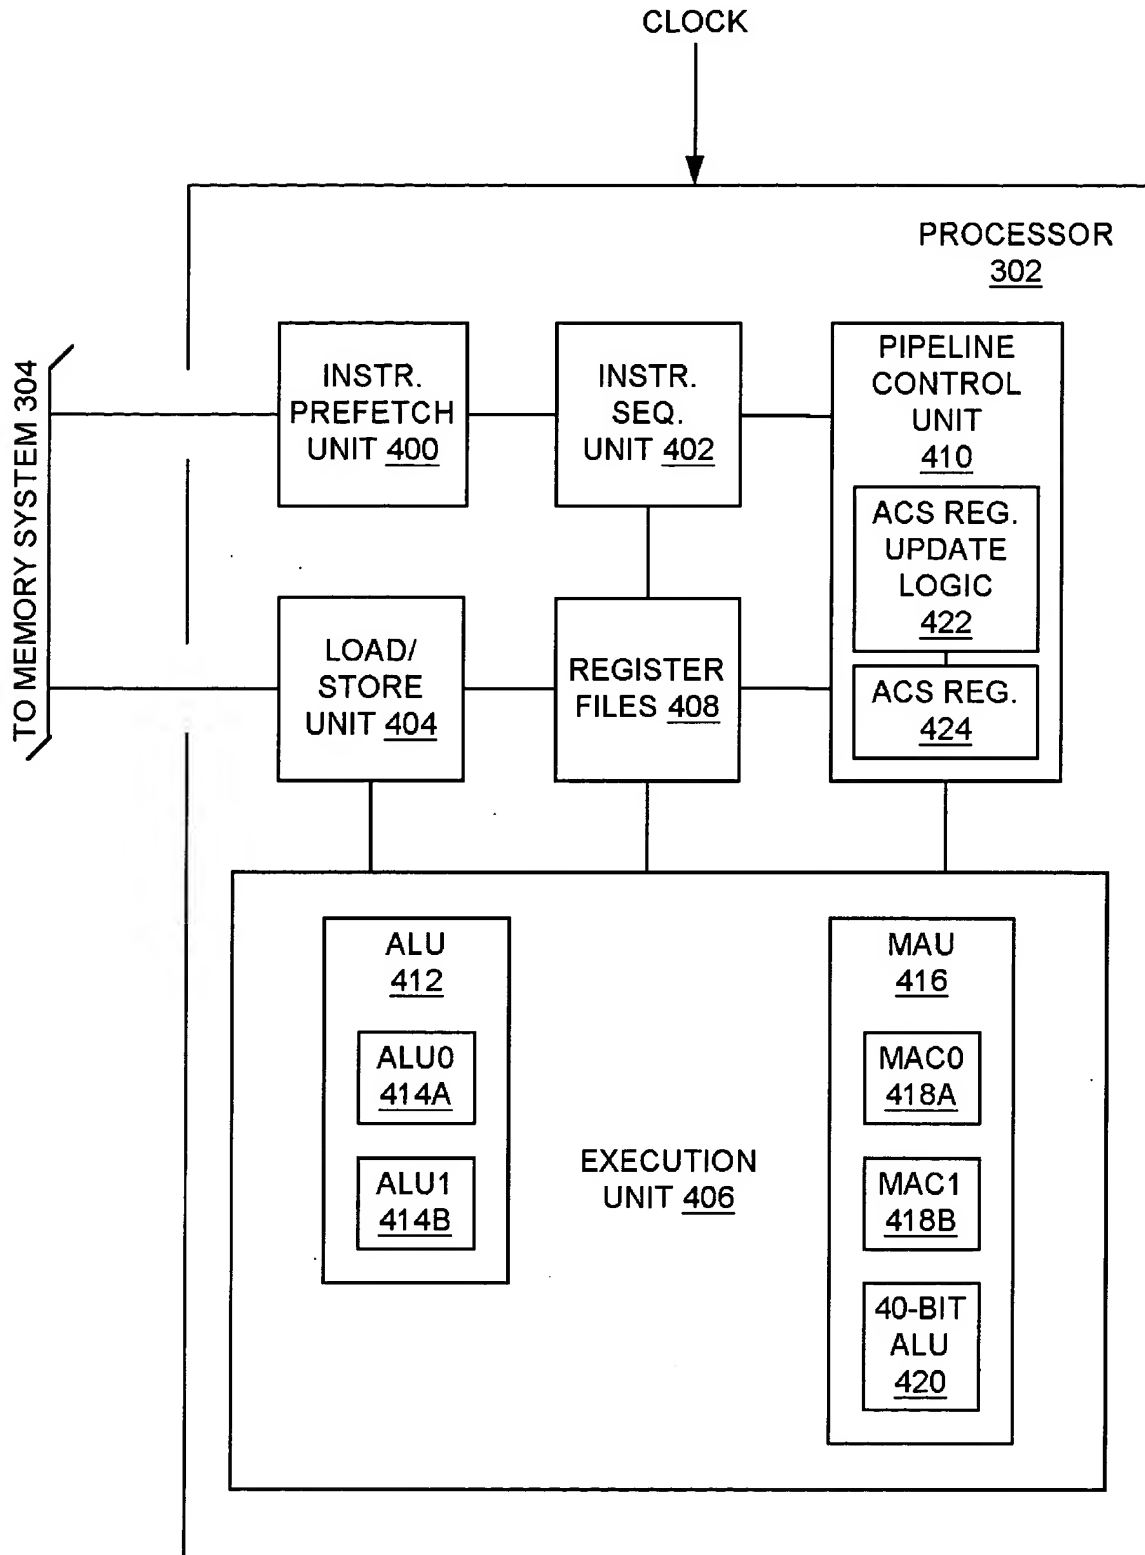 CLOCK
PROCESSOR
302
TO MEMORY SYSTEM 304
INSTR.
PREFETCH
UNIT 400
INSTR.
SEQ.
UNIT 402
PIPELINE
CONTROL
UNIT
410
ACS REG.
UPDATE
LOGIC
422
ACS REG.
424
LOAD/
STORE
UNIT 404
REGISTER
FILES 408
ALU
412
ALU0
414A
ALU1
414B
EXECUTION
UNIT 406
MAU
416
MAC0
418A
MAC1
418B
40-BIT
ALU
420